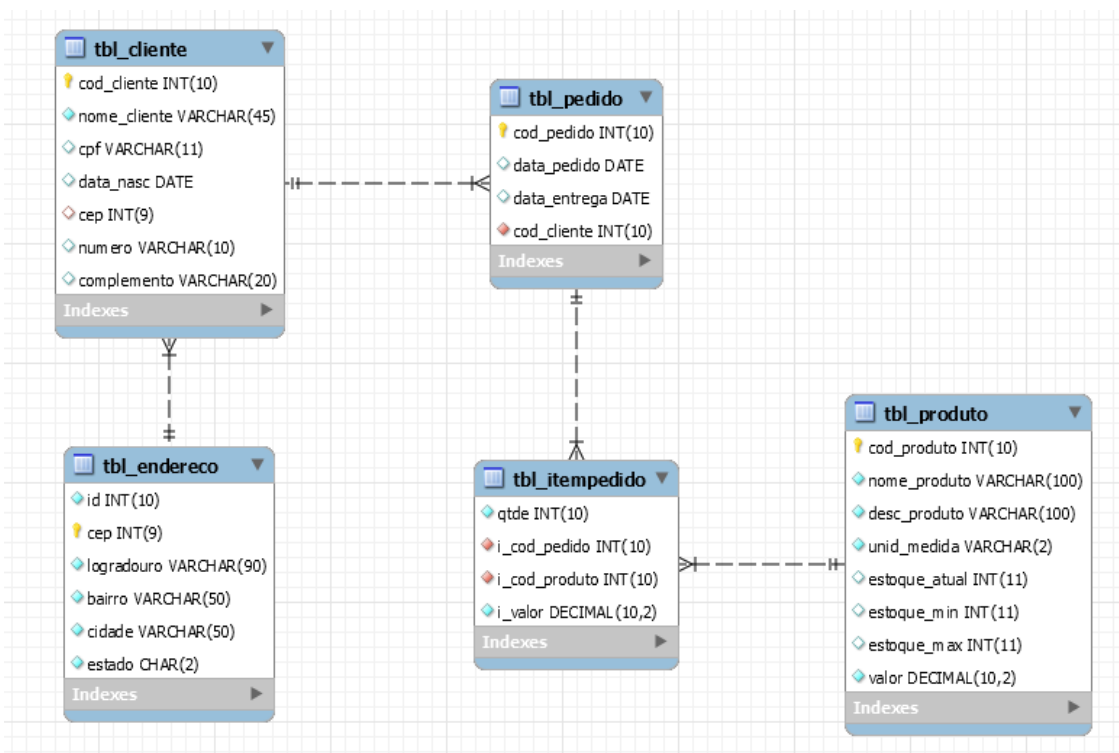 tbl_cliente
cod_cliente INT(10)
nome_cliente VARCHAR(45)
cpf VARCHAR(11)
data_nasc DATE
cep INT(9)
numero VARCHAR(10)
complemento VARCHAR(20)
Indexes
tbl_pedido
cod_pedido INT(10)
data_pedido DATE
data_entrega DATE
cod_cliente INT(10)
Indexes
tbl_endereco
id INT(10)
cep INT(9)
logradouro VARCHAR(90)
bairro VARCHAR(50)
cidade VARCHAR(50)
estado CHAR(2)
Indexes
tbl_itempedido
qtde INT(10)
i_cod_pedido INT(10)
i_cod_produto INT(10)
i_valor DECIMAL(10,2)
Indexes
tbl_produto
cod_produto INT(10)
nome_produto VARCHAR(100)
desc_produto VARCHAR(100)
unid_medida VARCHAR(2)
estoque_atual INT(11)
estoque_min INT(11)
estoque_max INT(11)
valor DECIMAL(10,2)
Indexes